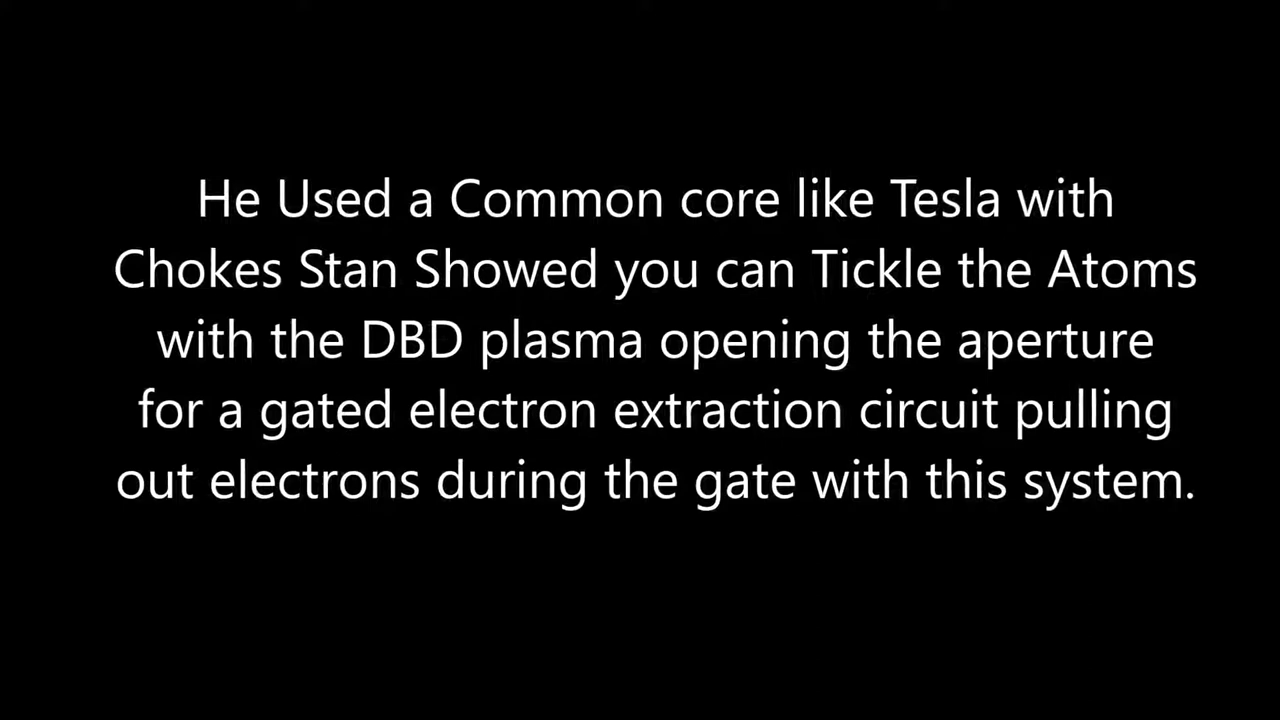 He Used a Common core like Tesla with
Chokes Stan Showed you can Tickle the Atoms
with the DBD plasma opening the aperture
for a gated electron extraction circuit pulling
out electrons during the gate with this system.